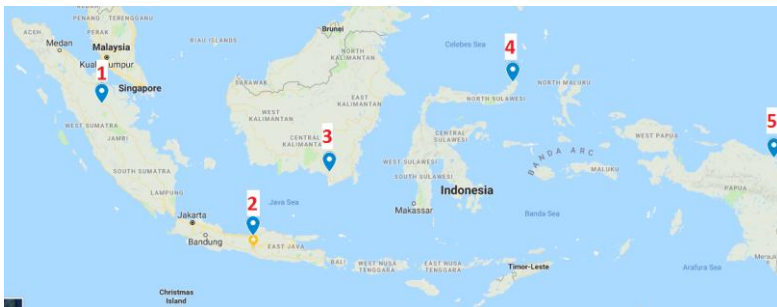 PENANG
TERENGGANU
ACEH
PERAK
Medan
Malaysia
Kuala Lumpur
RIAU ISLANDS
Brunei
Celebes Sea
4
1
NORTH
KALIMANTAN
Singapore
SARAWAK
NORTH MALUKU
EAST
KALIMANTAN
NORTH SULAWESI
WEST
KALIMANTAN
WEST SUMATRA
3
5
JAMBI
CENTRAL
KALIMANTA
CENTRAL
SULAWESI
WEST PAPUA
BANDA ARC
SOUTH SUMATRA
WEST SULAWESI
MALUKU
SOUTH SULAWESI
PAPUA
LAMPUNG
2
Java Sea
Indonesia
Makassar
Jakarta
Banda Sea
Bandung
EAST JAVA
BALI
WEST NUSA
TENGGARA
EAST NUSA
TENGGARA
Timor-Leste
Arafura Sea
Christmas
Island